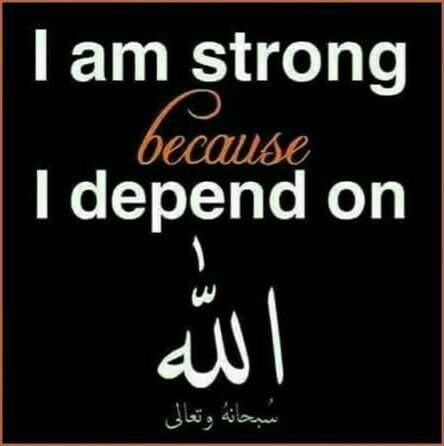 I am strong
because
I depend on
الله
سُبحانهُ وتعالى